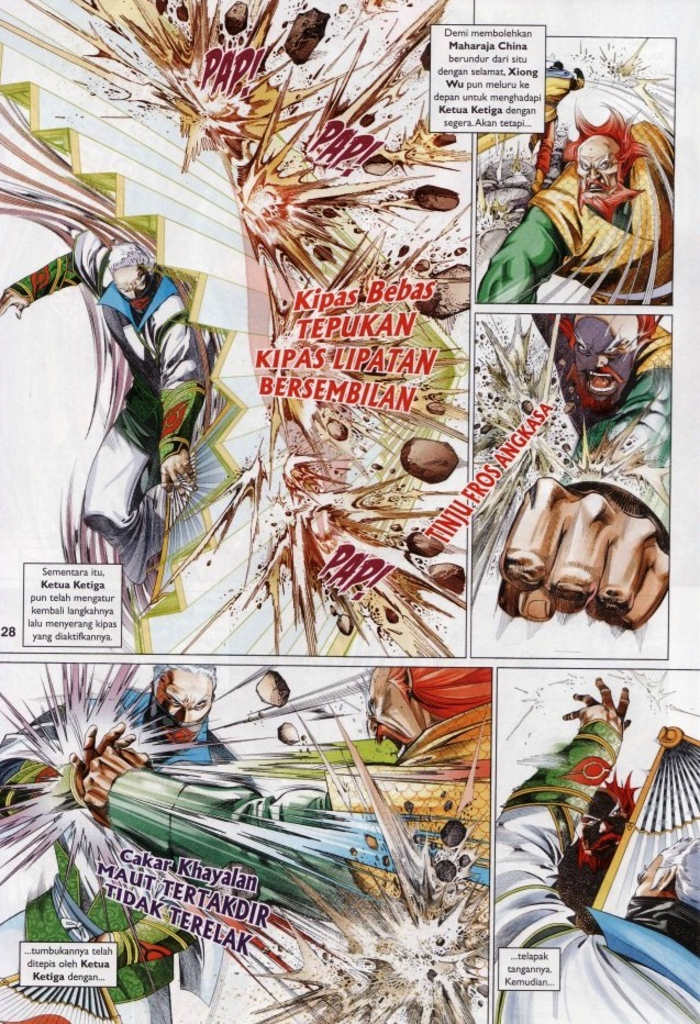 PAP!
PAP!
Demi membolehkan
Maharaja China
berundur dari situ
dengan selamat, Xiong
Wu pun meluru ke
depan untuk menghadapi
Ketua Ketiga dengan
segera. Akan tetapi...
Kipas Bebas
TEPUKAN
KIPAS LIPATAN
BERSEMBILAN
TINJU FROS ANGKASA
PAP!
Sementara itu,
Ketua Ketiga
pun telah mengatur
kembali langkahnya
lalu menyerang kipas
yang diaktifkannya.
28
Cakar Khayalan
MAUT TERTAKDIR
TIDAK TERELAK
...tumbukannya telah
ditepis oleh Ketua
Ketiga dengan...
...telapak
tangannya.
Kemudian...